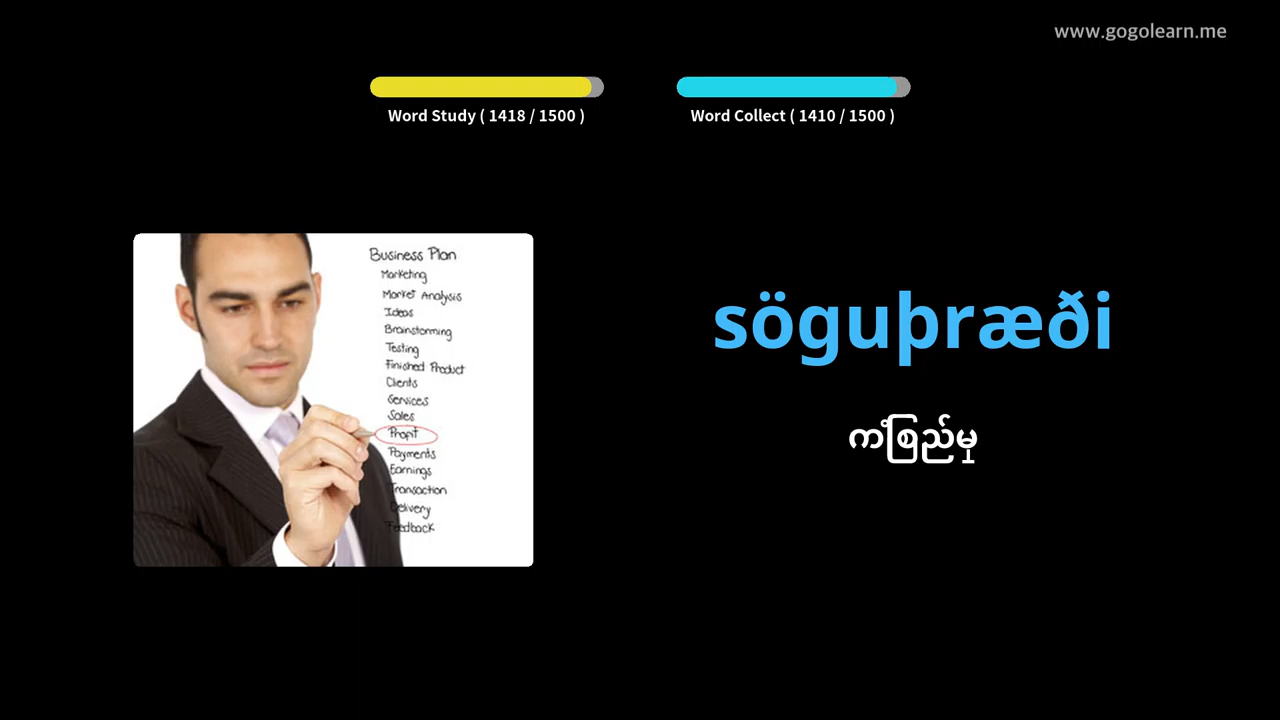 www.gogolearn.me
Word Study ( 1418 / 1500 )
Word Collect ( 1410 / 1500 )
Business Plan
Marketing
Market Analysis
Ideas
Brainstorming
Testing
Finished Product
Clients
Services
Sales
Profit
Payments
Earnings
Transaction
Delivery
Feedback
söguþræði
ကံစြည်မှု